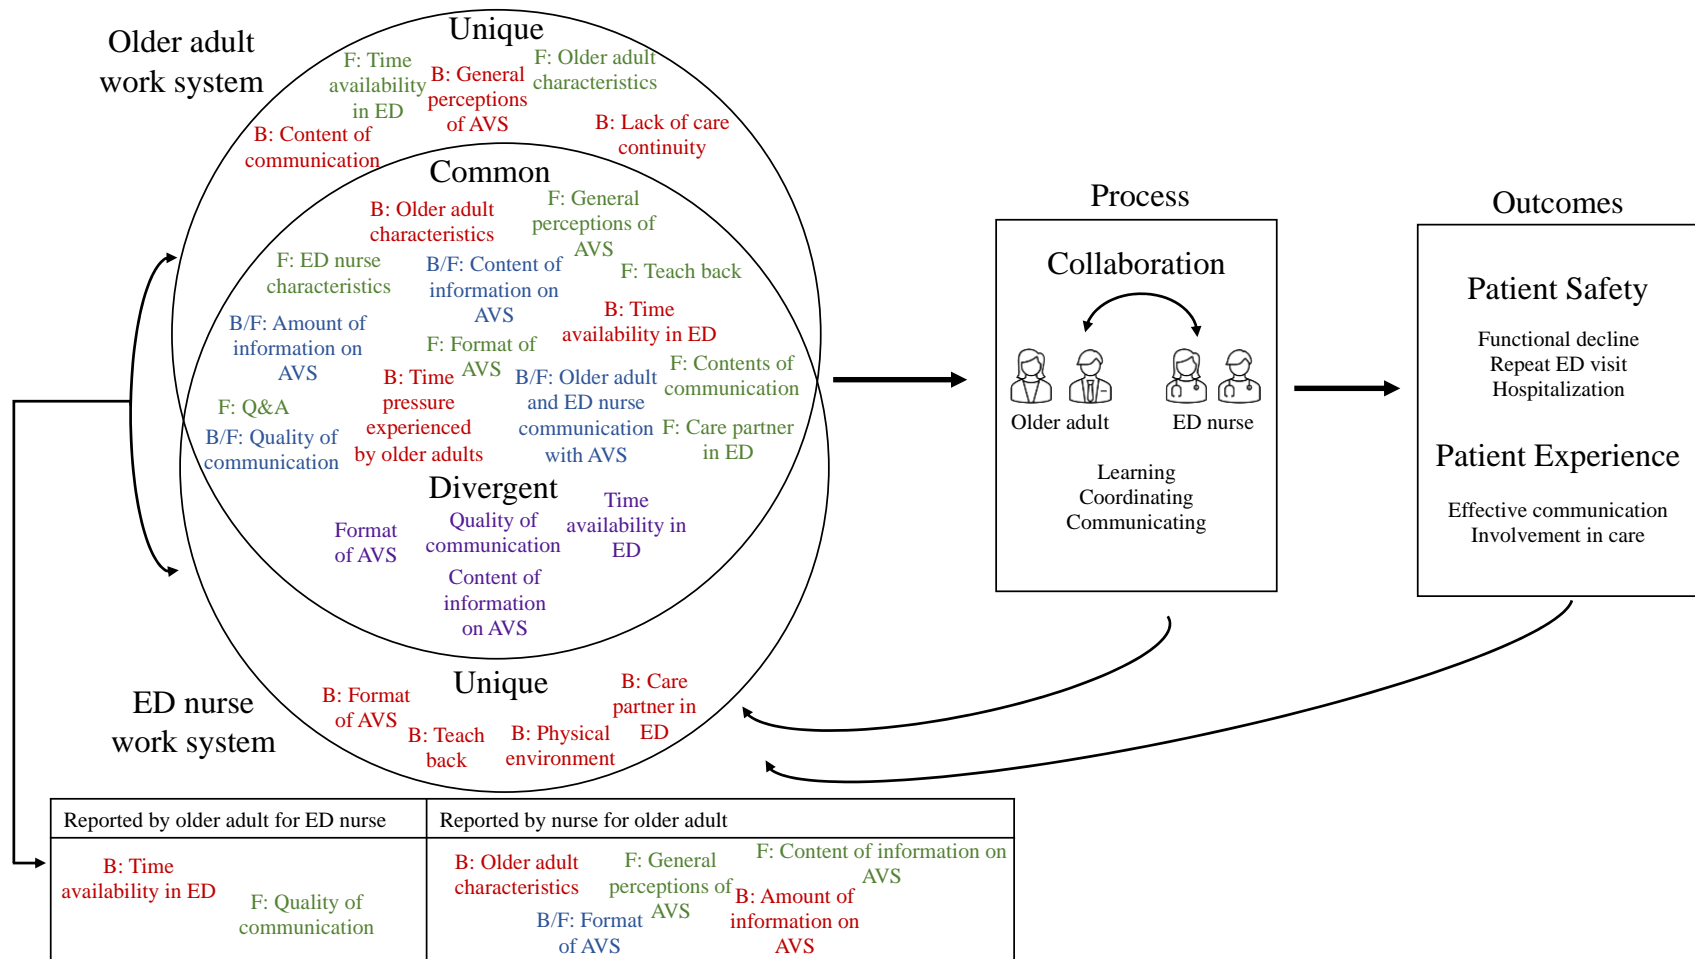 Older adult
work system
Unique
F: Time
availability
in ED
B: General
perceptions
of AVS
F: Older adult
characteristics
B: Content of
communication
B: Lack of care
continuity
Common
B: Older adult
characteristics
F: General
perceptions of
AVS
F: ED nurse
characteristics
B/F: Content of
information on
AVS
F: Teach back
B/F: Amount of
information on
AVS
B: Time
availability in ED
F: Format of
AVS
B: Time
pressure
experienced
by older adults
B/F: Older adult
and ED nurse
communication
with AVS
F: Contents of
communication
F: Q&A
B/F: Quality of
communication
F: Care partner
in ED
Divergent
Format
of AVS
Quality of
communication
Time
availability in
ED
Content of
information
on AVS
ED nurse
work system
Unique
B: Format
of AVS
B: Teach
back
B: Physical
environment
B: Care
partner in
ED
Process
Collaboration
Older adult
ED nurse
Learning
Coordinating
Communicating
Outcomes
Patient Safety
Functional decline
Repeat ED visit
Hospitalization
Patient Experience
Effective communication
Involvement in care
Reported by older adult for ED nurse
B: Time
availability in ED
F: Quality of
communication
Reported by nurse for older adult
B: Older adult
characteristics
F: General
perceptions of
AVS
F: Content of information on
AVS
B/F: Format
of AVS
B: Amount of
information on
AVS